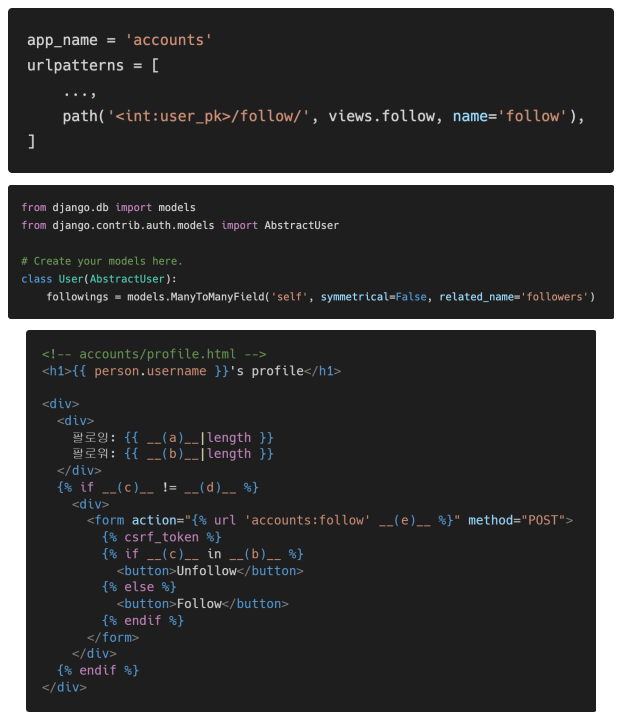 app_name = 'accounts'
urlpatterns = [
    ...,
    path('<int:user_pk>/follow/', views.follow, name='follow'),
]
from django.db import models
from django.contrib.auth.models import AbstractUser
# Create your models here.
class User(AbstractUser):
    followings = models.ManyToManyField('self', symmetrical=False, related_name='followers')
<!-- accounts/profile.html -->
<h1>{{ person.username }}'s profile</h1>
<div>
  <div>
    팔로잉: {{ __(a)__|length }}
    팔로워: {{ __(b)__|length }}
  </div>
  {% if __(c)__ != __(d)__ %}
    <div>
      <form action="{% url 'accounts:follow' __(e)__ %}" method="POST">
        {% csrf_token %}
        {% if __(c)__ in __(b)__ %}
          <button>Unfollow</button>
        {% else %}
          <button>Follow</button>
        {% endif %}
      </form>
    </div>
  {% endif %}
</div>